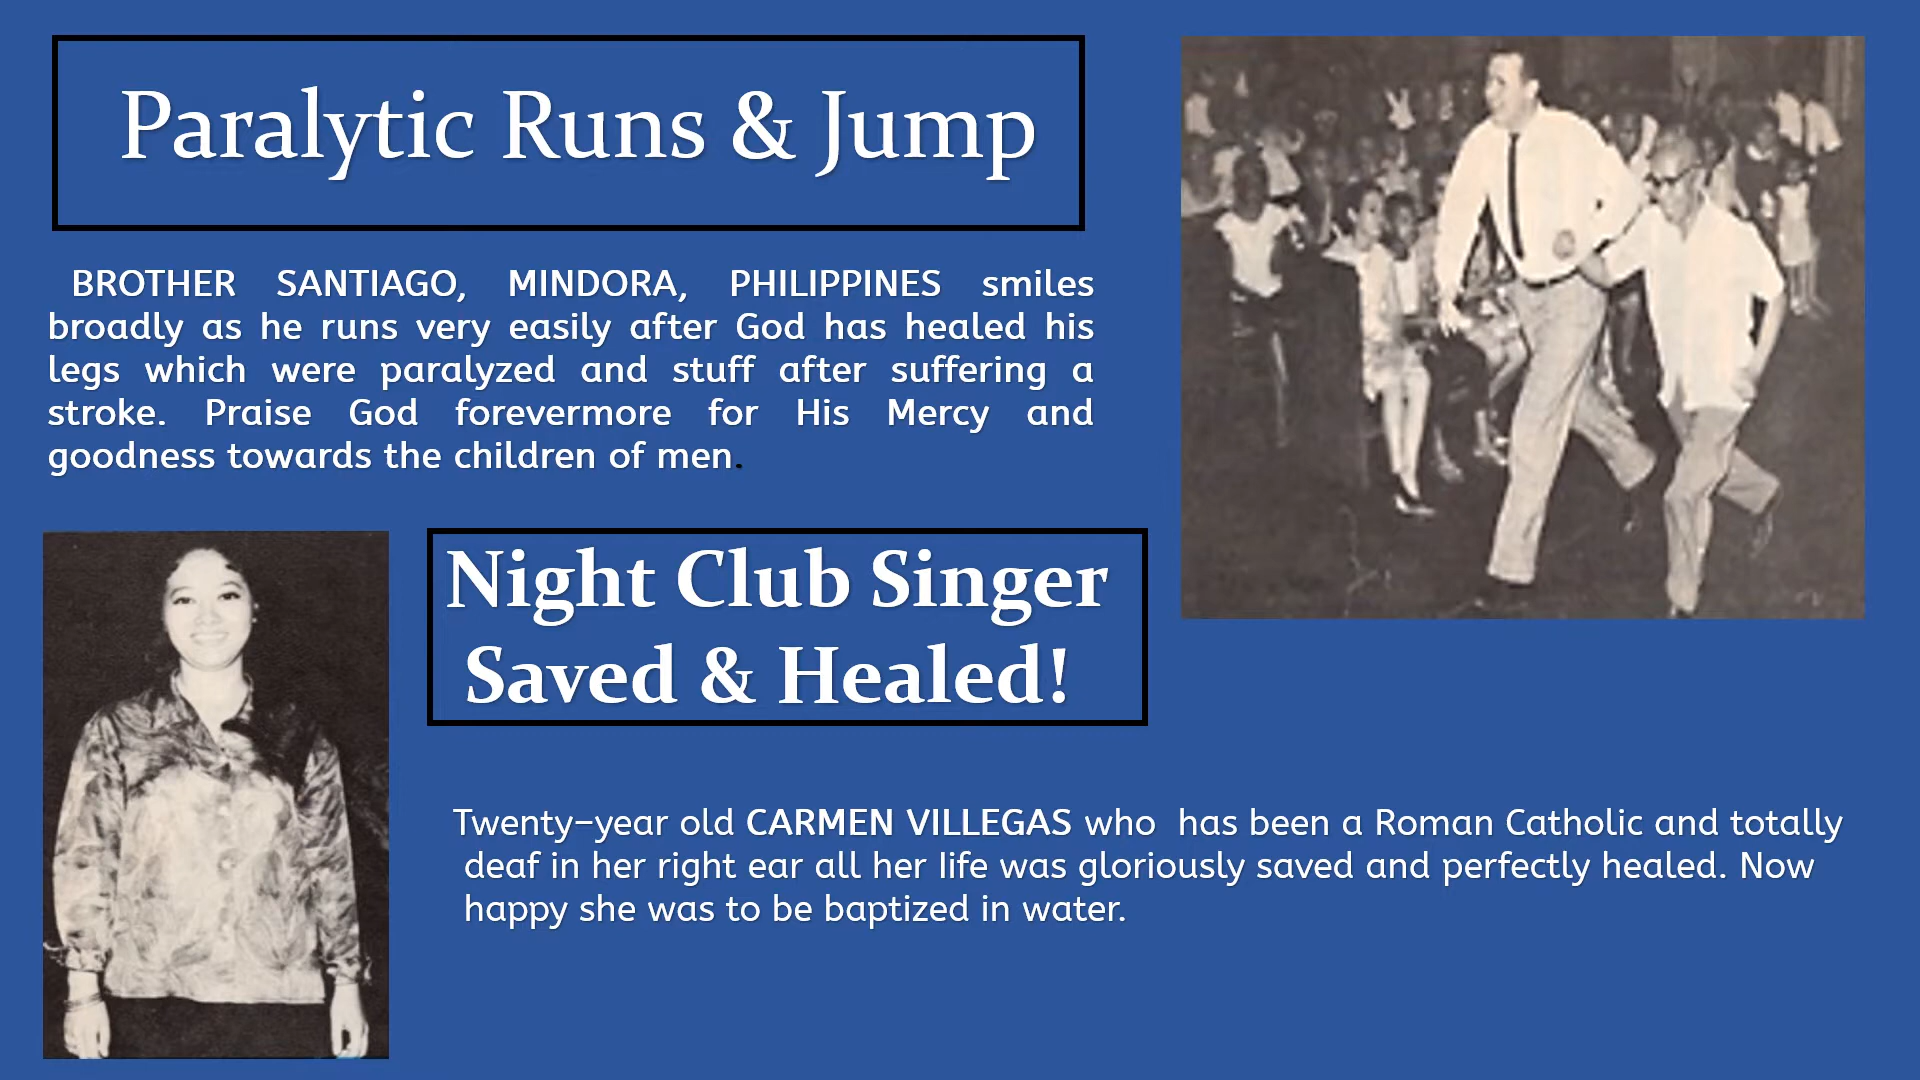 Paralytic Runs & Jump
BROTHER SANTIAGO, MINDORA, PHILIPPINES smiles
broadly as he runs very easily after God has healed his
legs which were paralyzed and stuff after suffering a
stroke. Praise God forevermore for His Mercy and
goodness towards the children of men.
Night Club Singer
Saved & Healed!
Twenty–year old CARMEN VILLEGAS who has been a Roman Catholic and totally
deaf in her right ear all her life was gloriously saved and perfectly healed. Now
happy she was to be baptized in water.